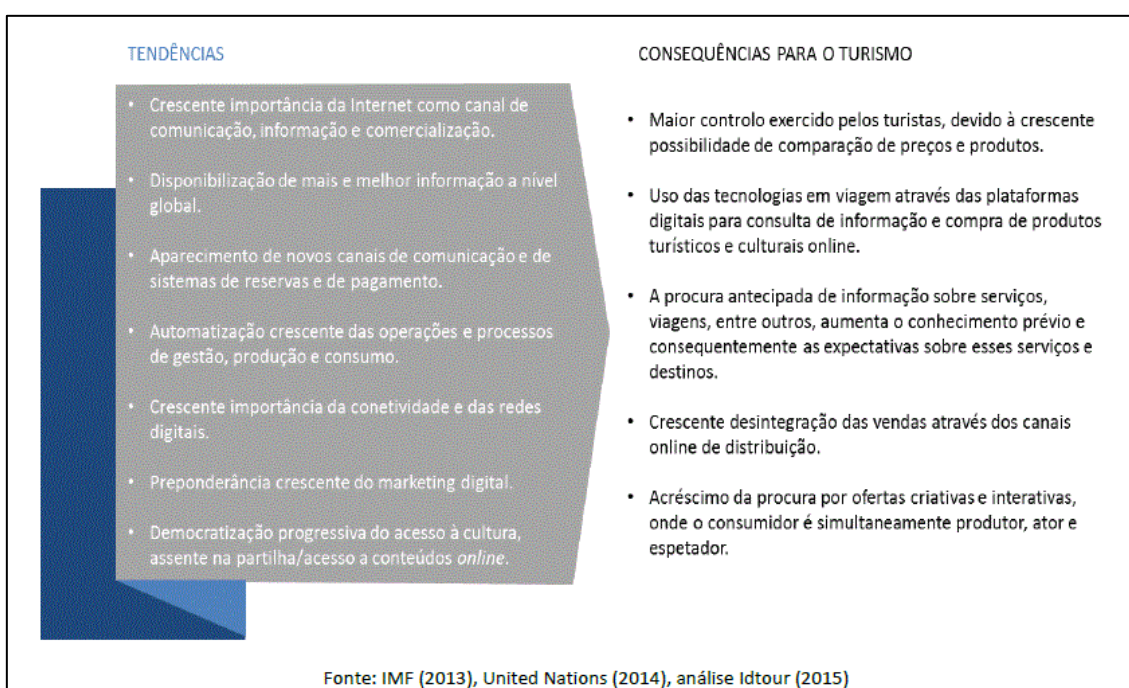 TENDÊNCIAS
• Crescente importância da Internet como canal de
comunicação, informação e comercialização.
• Disponibilização de mais e melhor informação a nível
global.
• Aparecimento de novos canais de comunicação e de
sistemas de reservas e de pagamento.
• Automatização crescente das operações e processos
de gestão, produção e consumo.
• Crescente importância da conetividade e das redes
digitais.
• Preponderância crescente do marketing digital.
• Democratização progressiva do acesso à cultura,
assente na partilha/acesso a conteúdos online.
CONSEQUÊNCIAS PARA O TURISMO
• Maior controlo exercido pelos turistas, devido à crescente
possibilidade de comparação de preços e produtos.
• Uso das tecnologias em viagem através das plataformas
digitais para consulta de informação e compra de produtos
turísticos e culturais online.
• A procura antecipada de informação sobre serviços,
viagens, entre outros, aumenta o conhecimento prévio e
consequentemente as expectativas sobre esses serviços e
destinos.
• Crescente desintegração das vendas através dos canais
online de distribuição.
• Acréscimo da procura por ofertas criativas e interativas,
onde o consumidor é simultaneamente produtor, ator e
espetador.
Fonte: IMF (2013), United Nations (2014), análise Idtour (2015)